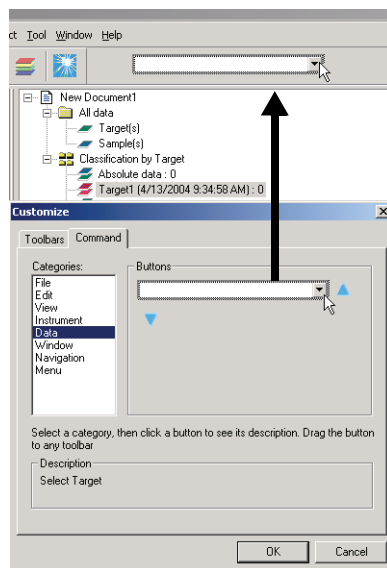 ct Tool Window Help
New Document1
All data
Target(s)
Sample(s)
Classification by Target
Absolute data : 0
Target1 (4/13/2004 9:34:58 AM) : 0
Customize
Toolbars Command
Categories: Buttons
File
Edit
View
Instrument
Data
Window
Navigation
Menu
Select a category, then click a button to see its description. Drag the button
to any toolbar
Description
Select Target
OK Cancel